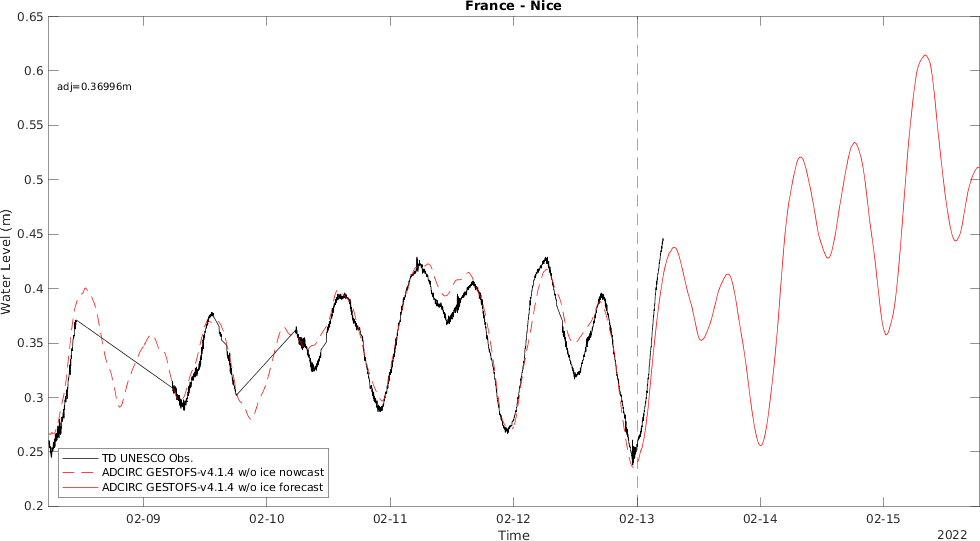 France - Nice
0.65
0.6
adj=0.36996m
0.55
0.5
0.45
Water Level (m)
0.4
0.35
0.3
0.25
0.2
TD UNESCO Obs.
ADCIRC GESTOFS-v4.1.4 w/o ice nowcast
ADCIRC GESTOFS-v4.1.4 w/o ice forecast
02-09 02-10 02-11 02-12 02-13 02-14 02-15
Time
2022